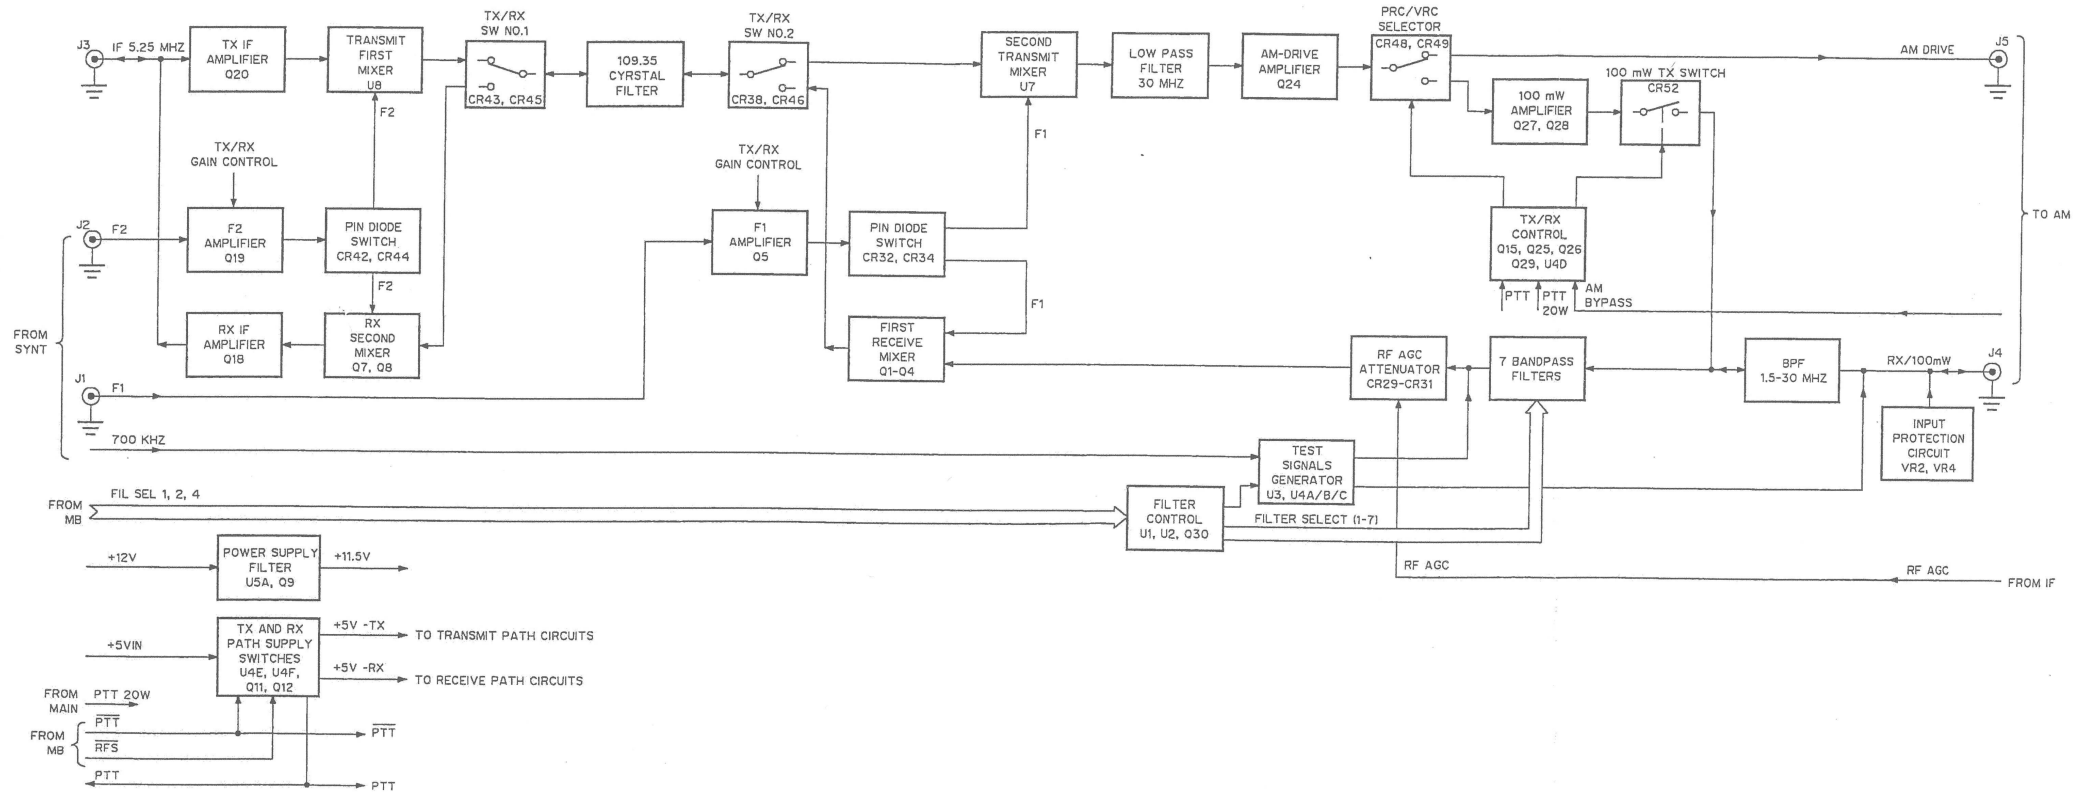 J3
IF 5.25 MHZ
TX IF
AMPLIFIER
Q20
TRANSMIT
FIRST
MIXER
U8
TX/RX
SW NO.1
CR43, CR45
109.35
CYRSTAL
FILTER
TX/RX
SW NO.2
CR38, CR46
SECOND
TRANSMIT
MIXER
U7
LOW PASS
FILTER
30 MHZ
AM-DRIVE
AMPLIFIER
Q24
PRC/VRC
SELECTOR
CR48, CR49
AM DRIVE
J5
100 mW TX SWITCH
CR52
100 mW
AMPLIFIER
Q27, Q28
F2
F1
TX/RX
GAIN CONTROL
TX/RX
GAIN CONTROL
J2
F2
F2
AMPLIFIER
Q19
PIN DIODE
SWITCH
CR42, CR44
F2
F1
AMPLIFIER
Q5
PIN DIODE
SWITCH
CR32, CR34
F1
TX/RX
CONTROL
Q15, Q25, Q26
Q29, U4D
PTT
PTT
20W
AM
BYPASS
TO AM
FROM
SYNT
RX IF
AMPLIFIER
Q18
RX
SECOND
MIXER
Q7, Q8
FIRST
RECEIVE
MIXER
Q1-Q4
RF AGC
ATTENUATOR
CR29-CR31
7 BANDPASS
FILTERS
BPF
1.5-30 MHZ
RX/100mW
J4
J1
F1
INPUT
PROTECTION
CIRCUIT
VR2, VR4
700 KHZ
TEST
SIGNALS
GENERATOR
U3, U4A/B/C
FROM
MB
FIL SEL 1, 2, 4
FILTER
CONTROL
U1, U2, Q30
FILTER SELECT (1-7)
RF AGC
RF AGC
FROM IF
+12V
POWER SUPPLY
FILTER
U5A, Q9
+11.5V
+5VIN
TX AND RX
PATH SUPPLY
SWITCHES
U4E, U4F,
Q11, Q12
+5V -TX
TO TRANSMIT PATH CIRCUITS
+5V -RX
TO RECEIVE PATH CIRCUITS
FROM
MAIN
PTT 20W
FROM
MB
PTT
PTT
RFS
PTT
PTT